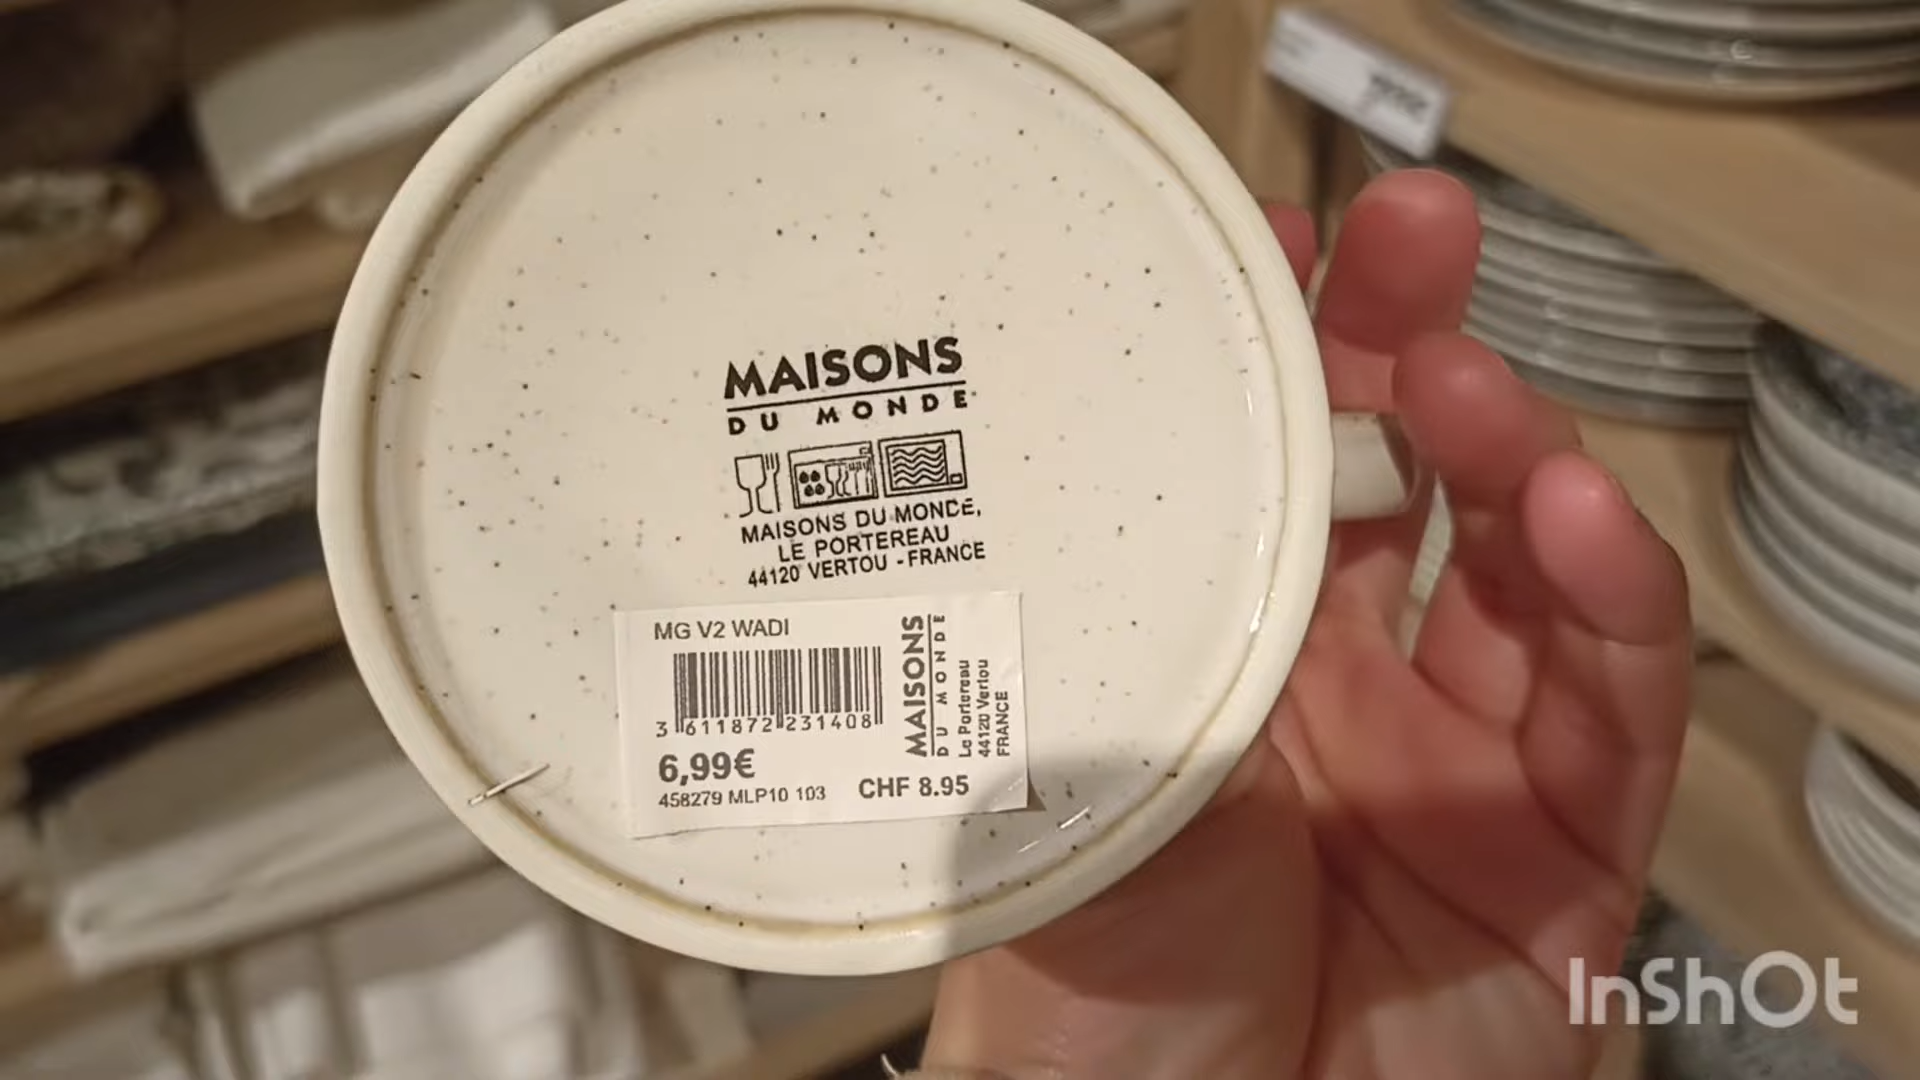 MAISONS
DU MONDE
MAISONS DU MONDE,
LE PORTEREAU
44120 VERTOU - FRANCE
MG V2 WADI
3 611872 231408
6,99€
458279 MLP10 103
CHF 8.95
MAISONS
DU MONDE
Le Portereau
44120 Vertou
FRANCE
InShOt